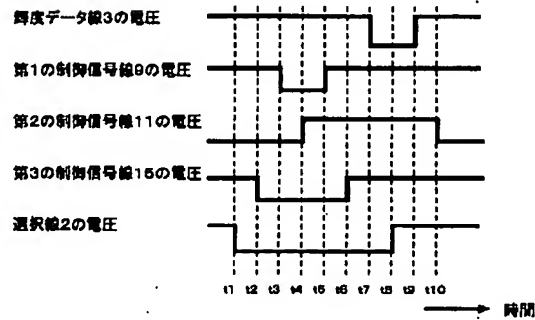 輝度データ線3の電圧
第1の制御信号線9の電圧
第2の制御信号線11の電圧
第3の制御信号線15の電圧
選択線2の電圧
t1 t2 t3 t4 t5 t6 t7 t8 t9 t10
時間